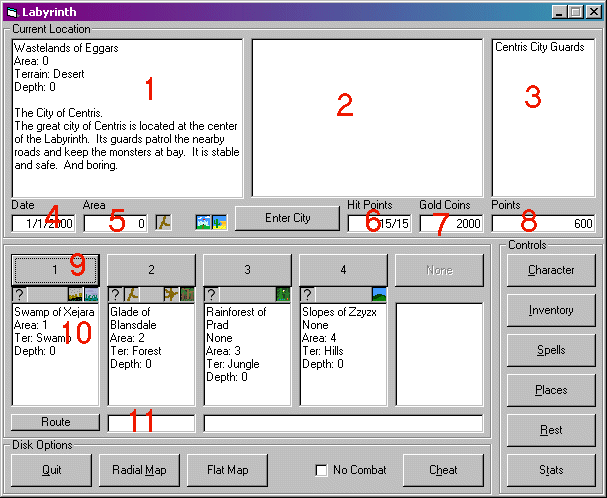 Labyrinth
Current Location
Wastelands of Eggars
Area: 0
Terrain: Desert
Depth: 0
The City of Centris.
The great city of Centris is located at the center
of the Labyrinth. Its guards patrol the nearby
roads and keep the monsters at bay. It is stable
and safe. And boring.
1
2
Centris City Guards
3
Date
1/1/2000
4
Area
0
5
Enter City
Hit Points
15/15
6
Gold Coins
2000
7
Points
600
8
1
9
2
3
4
None
?
?
?
?
Swamp of Xejara
Area: 1
Ter: Swamp
Depth: 0
10
Glade of
Blansdale
Area: 2
Ter: Forest
Depth: 0
Rainforest of
Prad
None
Area: 3
Ter: Jungle
Depth: 0
Slopes of Zzyzx
None
Area: 4
Ter: Hills
Depth: 0
Route
11
Controls
Character
Inventory
Spells
Places
Rest
Stats
Disk Options
Quit
Radial Map
Flat Map
No Combat
Cheat